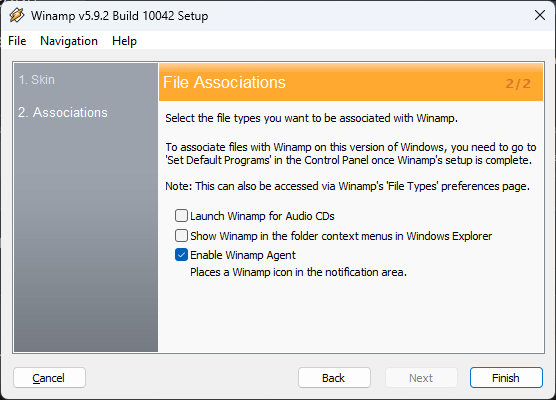 Winamp v5.9.2 Build 10042 Setup
File Navigation Help
1. Skin
2. Associations
File Associations 2/2
Select the file types you want to be associated with Winamp.
To associate files with Winamp on this version of Windows, you need to go to
'Set Default Programs' in the Control Panel once Winamp's setup is complete.
Note: This can also be accessed via Winamp's 'File Types' preferences page.
Launch Winamp for Audio CDs
Show Winamp in the folder context menus in Windows Explorer
Enable Winamp Agent
Places a Winamp icon in the notification area.
Cancel Back Next Finish